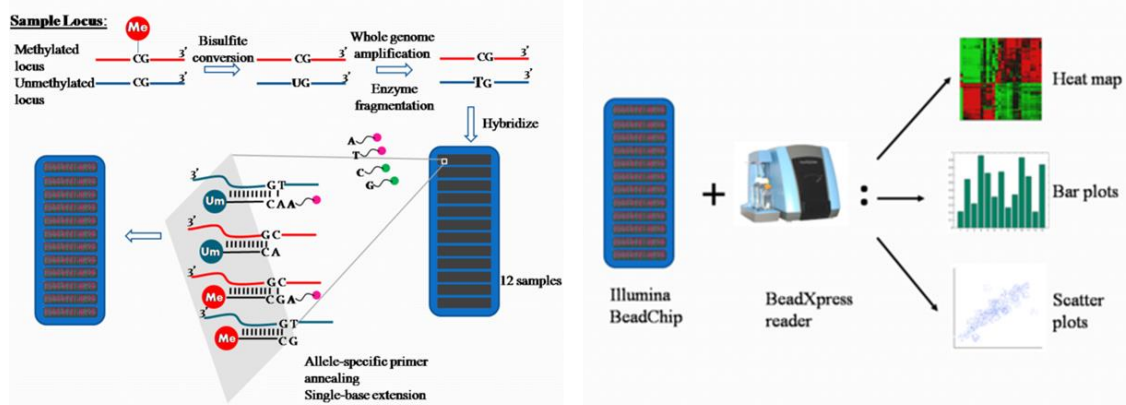 Sample Locus:
Me
Methylated
locus
CG
3'
Unmethylated
locus
CG
3'
Bisulfite
conversion
CG
3'
UG
3'
Whole genome
amplification
Enzyme
fragmentation
CG
3'
TG
3'
Hybridize
A
T
C
G
3'
GT
Um
CAA
3'
GC
Um
CA
3'
GC
Me
CGA
3'
GT
Me
CG
12 samples
Allele-specific primer
annealing
Single-base extension
Illumina
BeadChip
+
BeadXpress
reader
:
Heat map
Bar plots
Scatter
plots